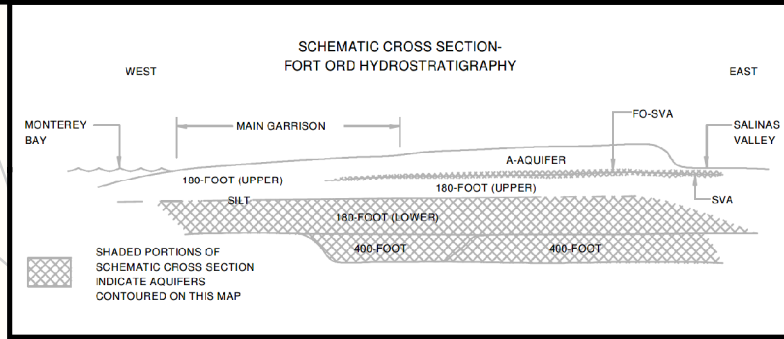 SCHEMATIC CROSS SECTION-
FORT ORD HYDROSTRATIGRAPHY
WEST
EAST
MONTEREY
BAY
MAIN GARRISON
FO-SVA
SALINAS
VALLEY
A-AQUIFER
100-FOOT (UPPER)
180-FOOT (UPPER)
SILT
SVA
180-FOOT (LOWER)
400-FOOT
400-FOOT
SHADED PORTIONS OF
SCHEMATIC CROSS SECTION
INDICATE AQUIFERS
CONTOURED ON THIS MAP